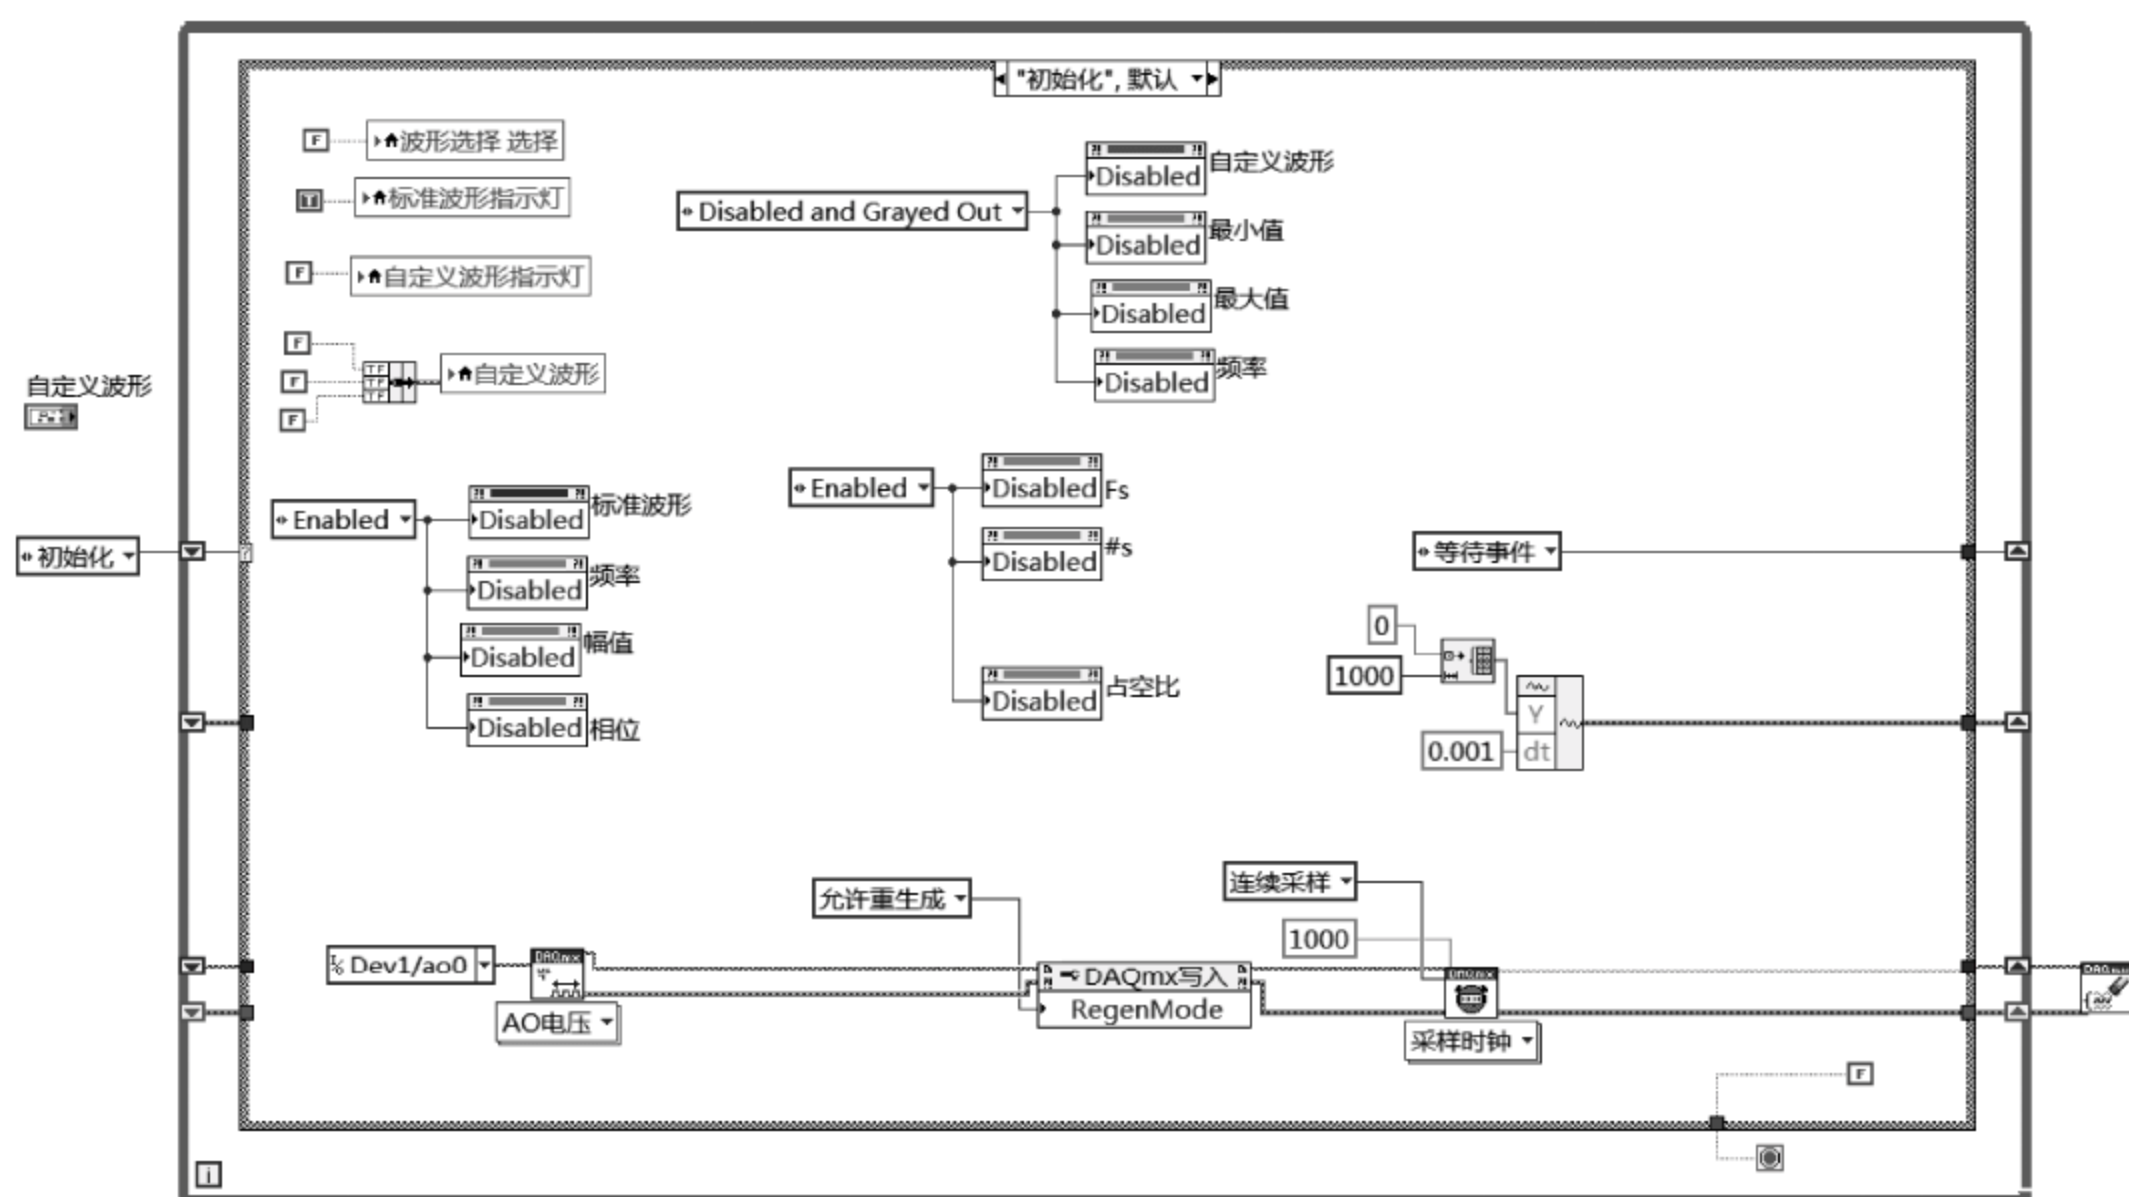 "初始化", 默认
F
波形选择 选择
T
标准波形指示灯
F
自定义波形指示灯
F
F
F
TF
TF
TF
自定义波形
自定义波形
Disabled and Grayed Out
Disabled
自定义波形
Disabled
最小值
Disabled
最大值
Disabled
频率
Enabled
Disabled
标准波形
Disabled
频率
Disabled
幅值
Disabled
相位
Enabled
Disabled
Fs
Disabled
#s
Disabled
占空比
初始化
?
等待事件
0
1000
Y
0.001
dt
允许重生成
连续采样
1000
Dev1/ao0
DAQmx
AO电压
DAQmx写入
RegenMode
DAQmx
采样时钟
F
i